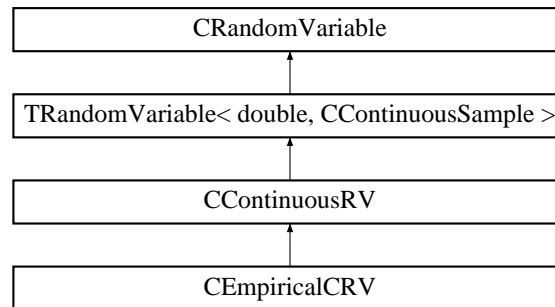 CRandomVariable
TRandomVariable< double, CContinuousSample >
CContinuousRV
CEmpiricalCRV